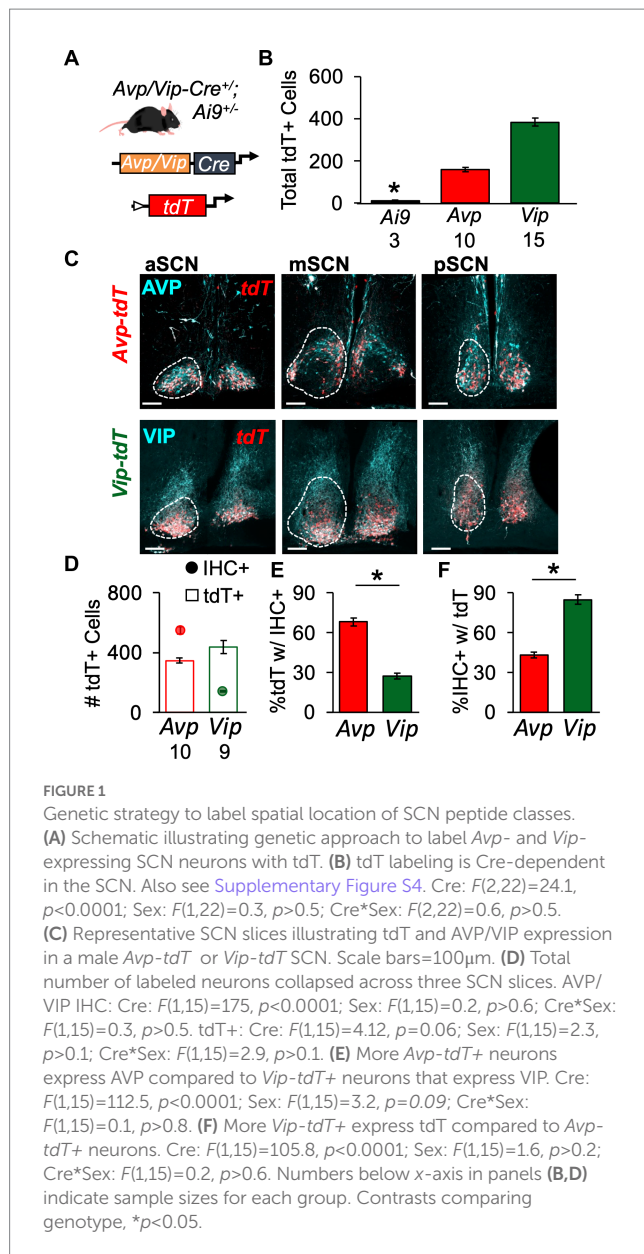 A
Avp/Vip-Cre+/-;
Ai9+/-
Avp/Vip Cre
tdT
B
Total tdT+ Cells
600
400
200
0
*
Ai9 Avp Vip
3 10 15
C
aSCN mSCN pSCN
Avp-tdT
AVP tdT
Vip-tdT
VIP tdT
D
IHC+
tdT+
# tdT+ Cells
800
400
0
Avp Vip
10 9
E
%tdT w/ IHC+
90
60
30
0
*
Avp Vip
F
%IHC+ w/ tdT
90
60
30
0
*
Avp Vip
FIGURE 1
Genetic strategy to label spatial location of SCN peptide classes.
(A) Schematic illustrating genetic approach to label Avp- and Vip-
expressing SCN neurons with tdT. (B) tdT labeling is Cre-dependent
in the SCN. Also see Supplementary Figure S4. Cre: F(2,22)=24.1,
p<0.0001; Sex: F(1,22)=0.3, p>0.5; Cre*Sex: F(2,22)=0.6, p>0.5.
(C) Representative SCN slices illustrating tdT and AVP/VIP expression
in a male Avp-tdT or Vip-tdT SCN. Scale bars=100μm. (D) Total
number of labeled neurons collapsed across three SCN slices. AVP/
VIP IHC: Cre: F(1,15)=175, p<0.0001; Sex: F(1,15)=0.2, p>0.6; Cre*Sex:
F(1,15)=0.3, p>0.5. tdT+: Cre: F(1,15)=4.12, p=0.06; Sex: F(1,15)=2.3,
p>0.1; Cre*Sex: F(1,15)=2.9, p>0.1. (E) More Avp-tdT+ neurons
express AVP compared to Vip-tdT+ neurons that express VIP. Cre:
F(1,15)=112.5, p<0.0001; Sex: F(1,15)=3.2, p=0.09; Cre*Sex:
F(1,15)=0.1, p>0.8. (F) More Vip-tdT+ express tdT compared to Avp-
tdT+ neurons. Cre: F(1,15)=105.8, p<0.0001; Sex: F(1,15)=1.6, p>0.2;
Cre*Sex: F(1,15)=0.2, p>0.6. Numbers below x-axis in panels (B,D)
indicate sample sizes for each group. Contrasts comparing
genotype, *p<0.05.